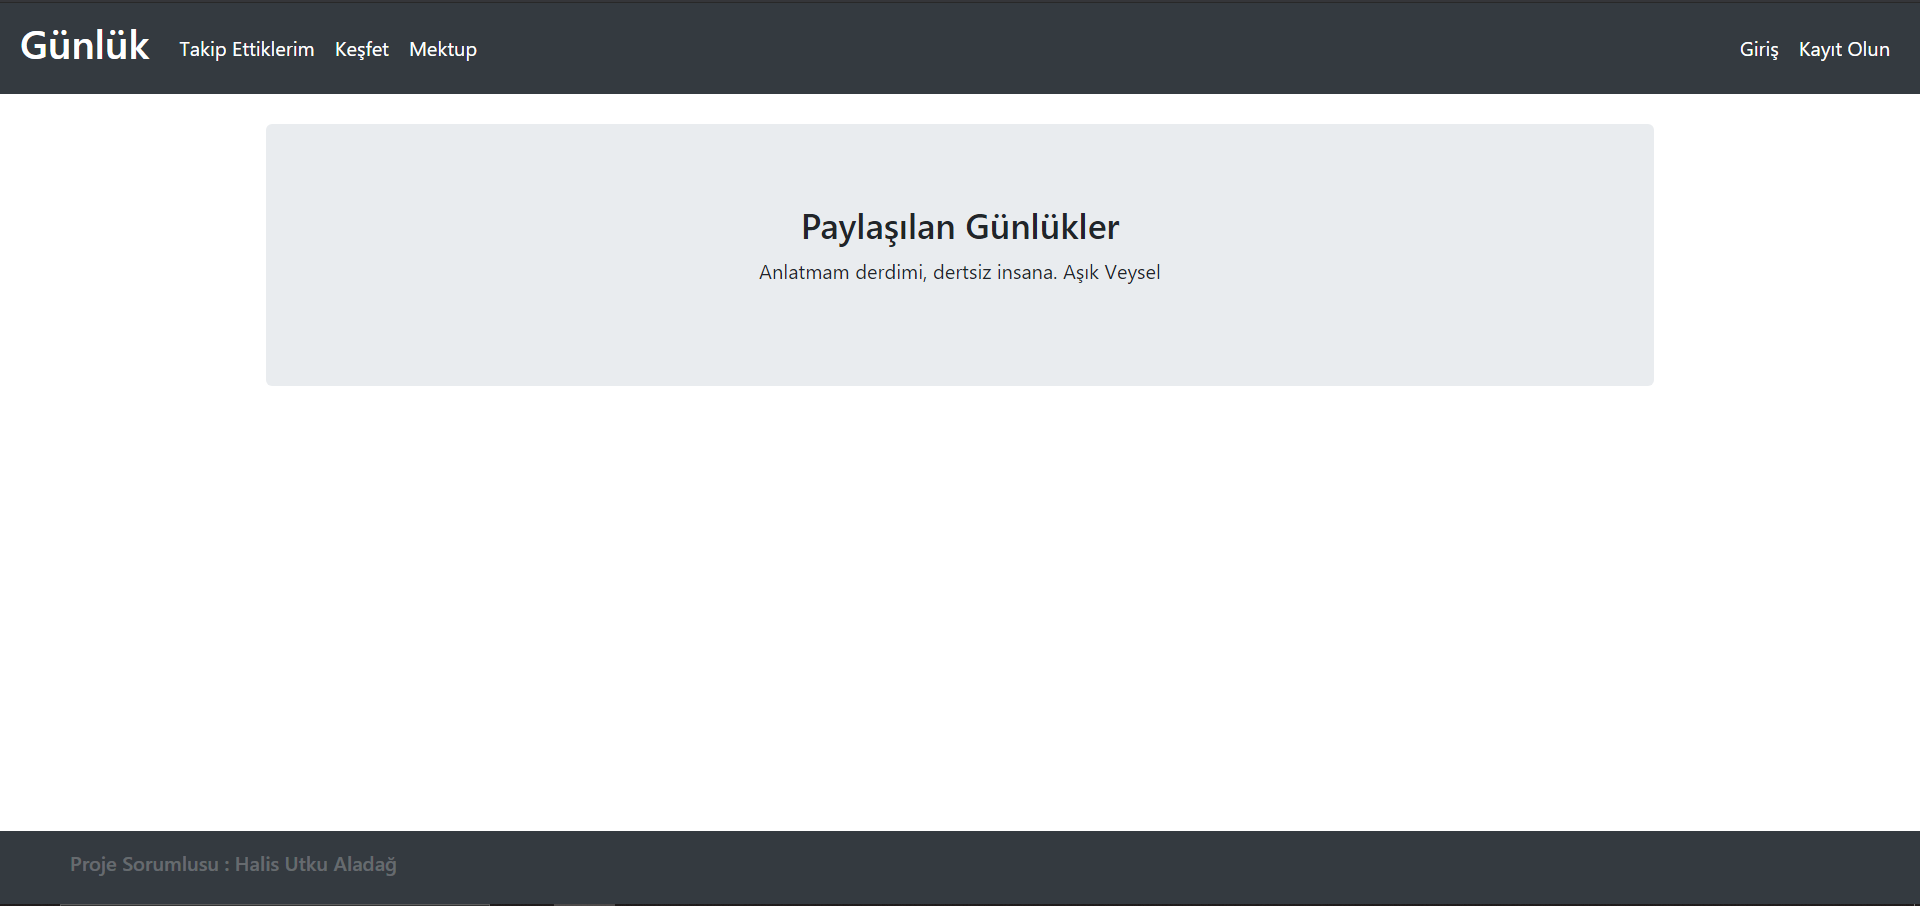 Günlük Takip Ettiklerim Keşfet Mektup Giriş Kayıt Olun
Paylaşılan Günlükler
Anlatmam derdimi, dertsiz insana. Aşık Veysel
Proje Sorumlusu : Halis Utku Aladağ